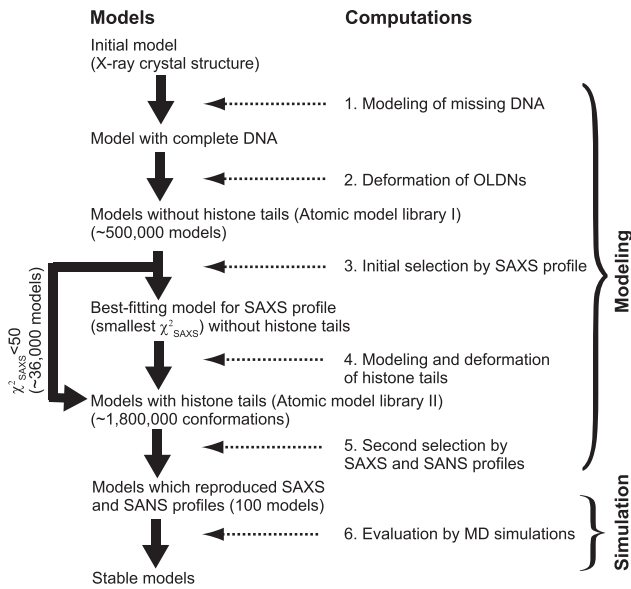 Models
Computations
Initial model
(X-ray crystal structure)
1. Modeling of missing DNA
Model with complete DNA
2. Deformation of OLDNs
Models without histone tails (Atomic model library I)
(~500,000 models)
3. Initial selection by SAXS profile
χ²SAXS<50
(~36,000 models)
Best-fitting model for SAXS profile
(smallest χ²SAXS) without histone tails
4. Modeling and deformation
of histone tails
Models with histone tails (Atomic model library II)
(~1,800,000 conformations)
5. Second selection by
SAXS and SANS profiles
Modeling
Models which reproduced SAXS
and SANS profiles (100 models)
6. Evaluation by MD simulations
Stable models
Simulation